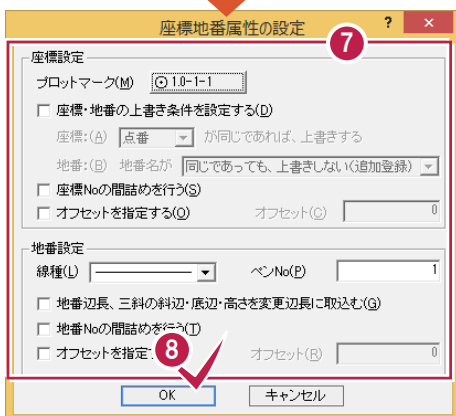 座標地番属性の設定 ? ×
7
座標設定
プロットマーク(M) 1.0-1-1
座標・地番の上書き条件を設定する(D)
座標:(A) 点番 が同じであれば、上書きする
地番:(B) 地番名が 同じであっても、上書きしない(追加登録)
座標Noの間詰めを行う(S)
オフセットを指定する(O) オフセット(C) 0
地番設定
線種(L) ペンNo(P) 1
地番辺長、三斜の斜辺・底辺・高さを変更辺長に取込む(G)
地番Noの間詰めを行う(T)
オフセットを指定 8 オフセット(R) 0
OK キャンセル